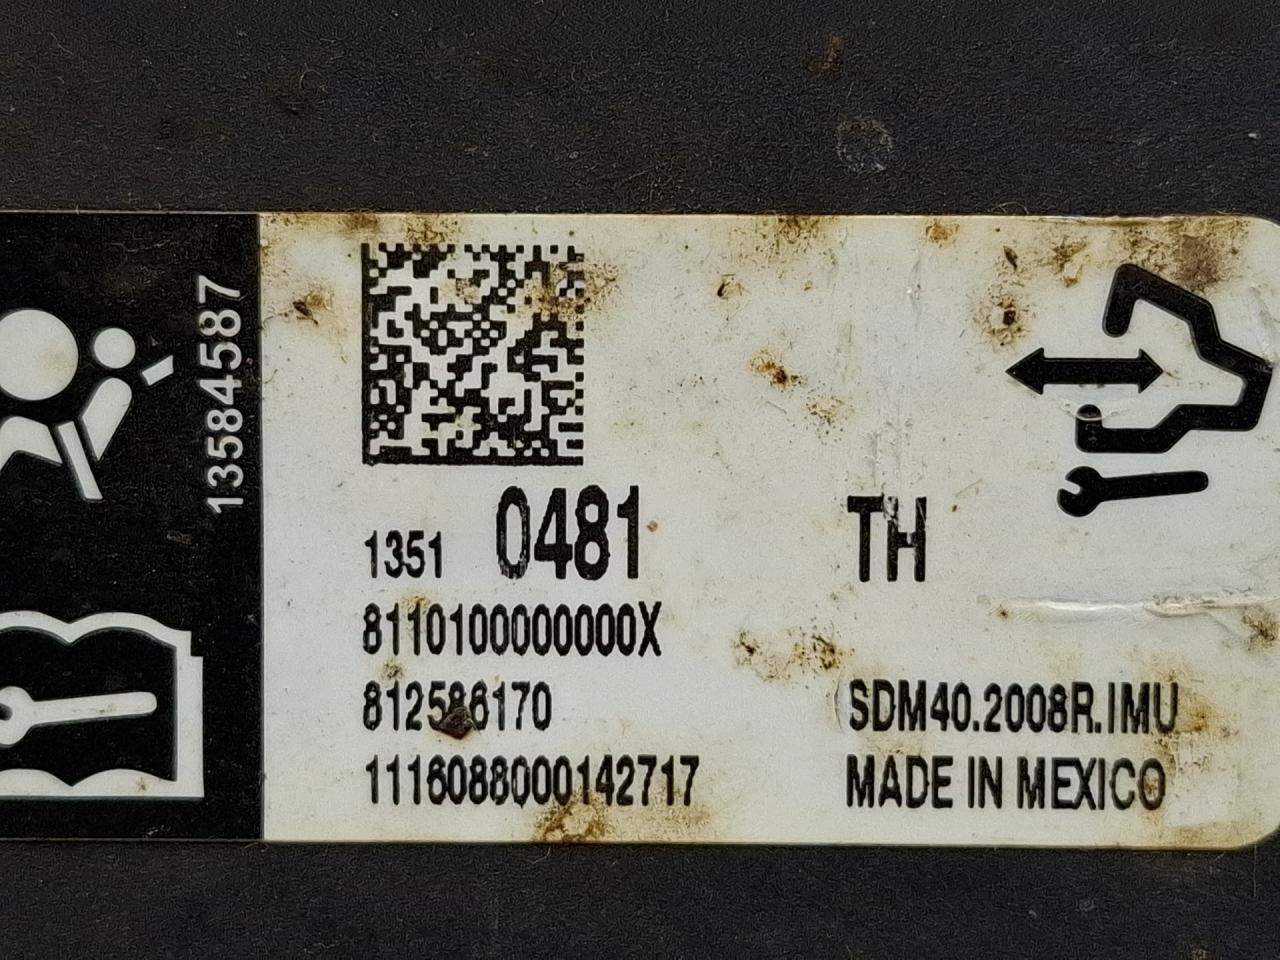 13584587
1351 0481 TH
8110100000000X
812586170 SDM40.2008R.IMU
1116088000142717 MADE IN MEXICO